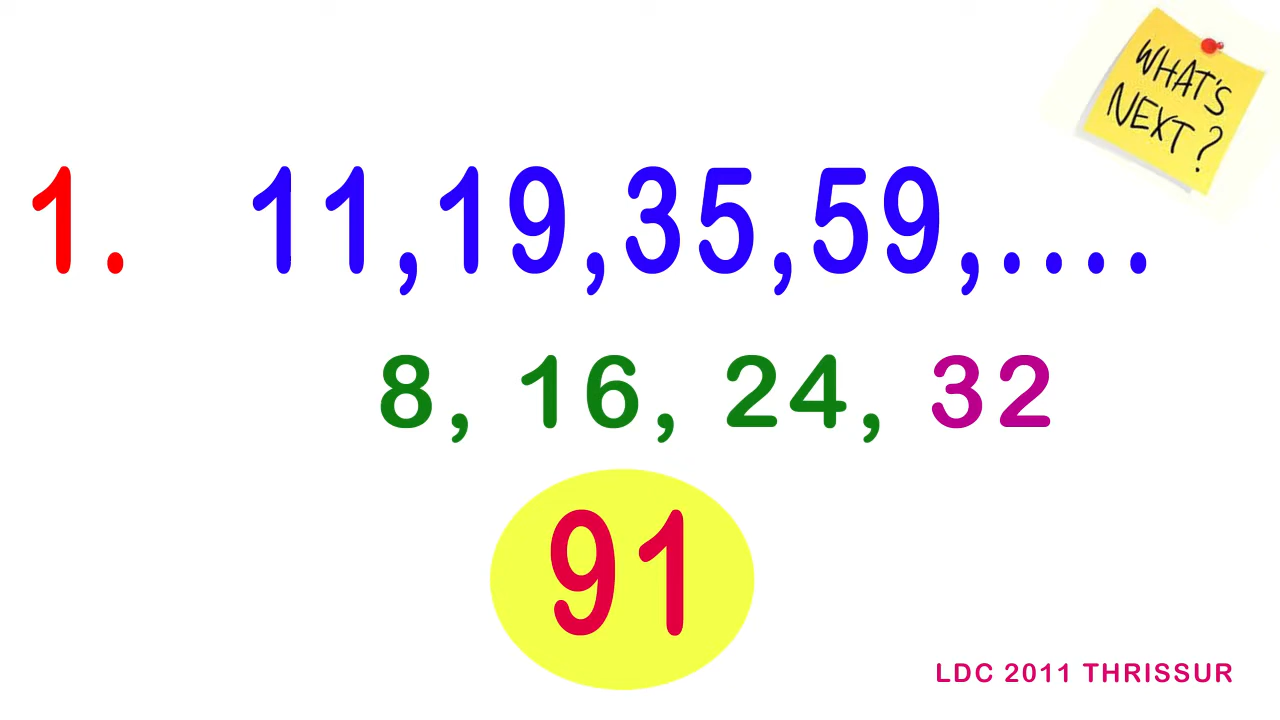 WHAT'S
NEXT?
1. 11,19,35,59,....
8, 16, 24, 32
91
LDC 2011 THRISSUR